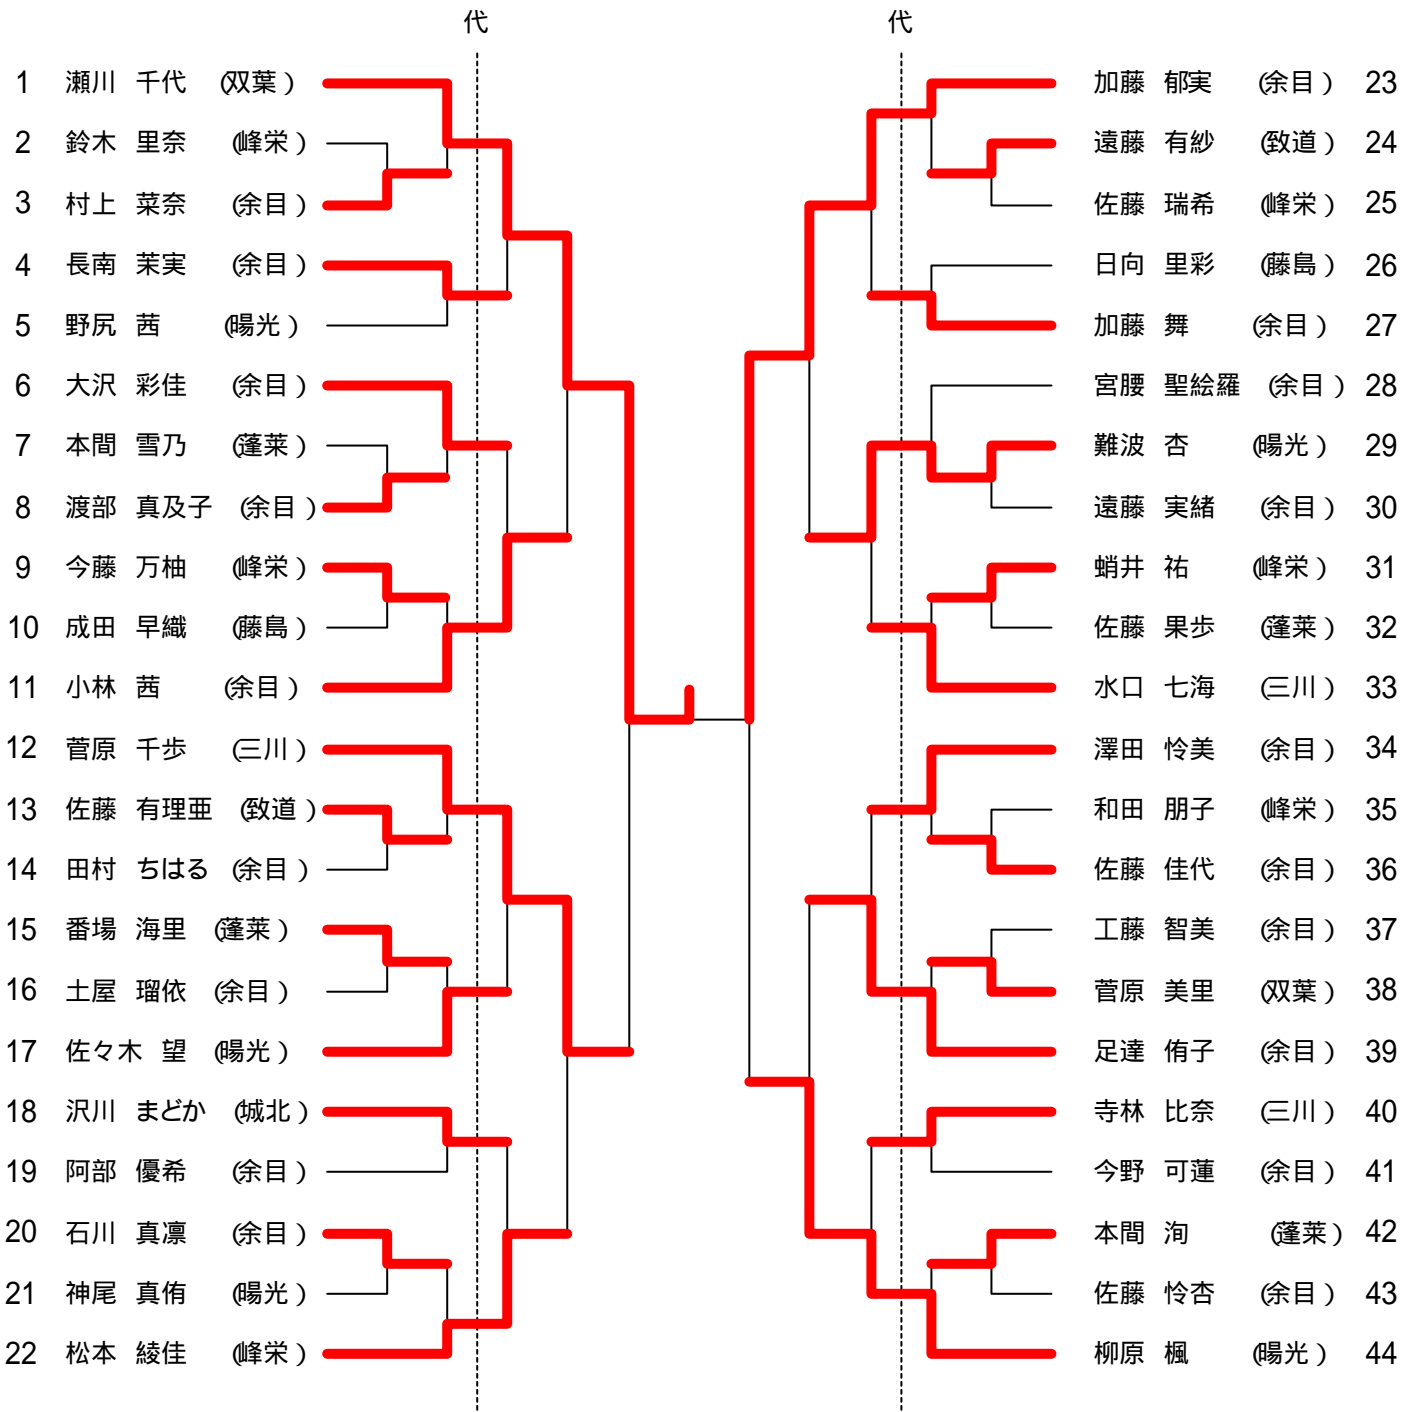 代 代
1 瀬川 千代 (双葉) 加藤 郁実 (余目) 23
2 鈴木 里奈 (峰栄) 遠藤 有紗 (致道) 24
3 村上 菜奈 (余目) 佐藤 瑞希 (峰栄) 25
4 長南 茉実 (余目) 日向 里彩 (藤島) 26
5 野尻 茜 (暘光) 加藤 舞 (余目) 27
6 大沢 彩佳 (余目) 宮腰 聖絵羅 (余目) 28
7 本間 雪乃 (蓬莱) 難波 杏 (暘光) 29
8 渡部 真及子 (余目) 遠藤 実緒 (余目) 30
9 今藤 万柚 (峰栄) 蛸井 祐 (峰栄) 31
10 成田 早織 (藤島) 佐藤 果歩 (蓬莱) 32
11 小林 茜 (余目) 水口 七海 (三川) 33
12 菅原 千歩 (三川) 澤田 怜美 (余目) 34
13 佐藤 有理亜 (致道) 和田 朋子 (峰栄) 35
14 田村 ちはる (余目) 佐藤 佳代 (余目) 36
15 番場 海里 (蓬莱) 工藤 智美 (余目) 37
16 土屋 瑠依 (余目) 菅原 美里 (双葉) 38
17 佐々木 望 (暘光) 足達 侑子 (余目) 39
18 沢川 まどか (城北) 寺林 比奈 (三川) 40
19 阿部 優希 (余目) 今野 可蓮 (余目) 41
20 石川 真凛 (余目) 本間 洵 (蓬莱) 42
21 神尾 真侑 (暘光) 佐藤 怜杏 (余目) 43
22 松本 綾佳 (峰栄) 柳原 楓 (暘光) 44